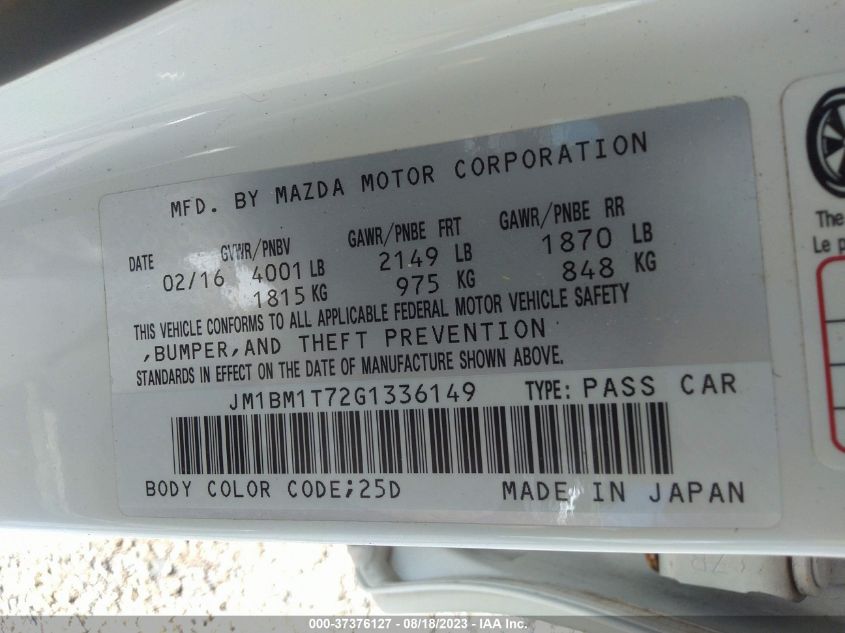 MFD. BY MAZDA MOTOR CORPORATION
DATE GVWR/PNBV GAWR/PNBE FRT GAWR/PNBE RR
02/16 4001 LB 2149 LB 1870 LB
1815 KG 975 KG 848 KG
THIS VEHICLE CONFORMS TO ALL APPLICABLE FEDERAL MOTOR VEHICLE SAFETY
,BUMPER,AND THEFT PREVENTION
STANDARDS IN EFFECT ON THE DATE OF MANUFACTURE SHOWN ABOVE.
JM1BM1T72G1336149 TYPE: PASS CAR
BODY COLOR CODE;25D MADE IN JAPAN
The
Le p
000-37376127 - 08/18/2023 - IAA Inc.